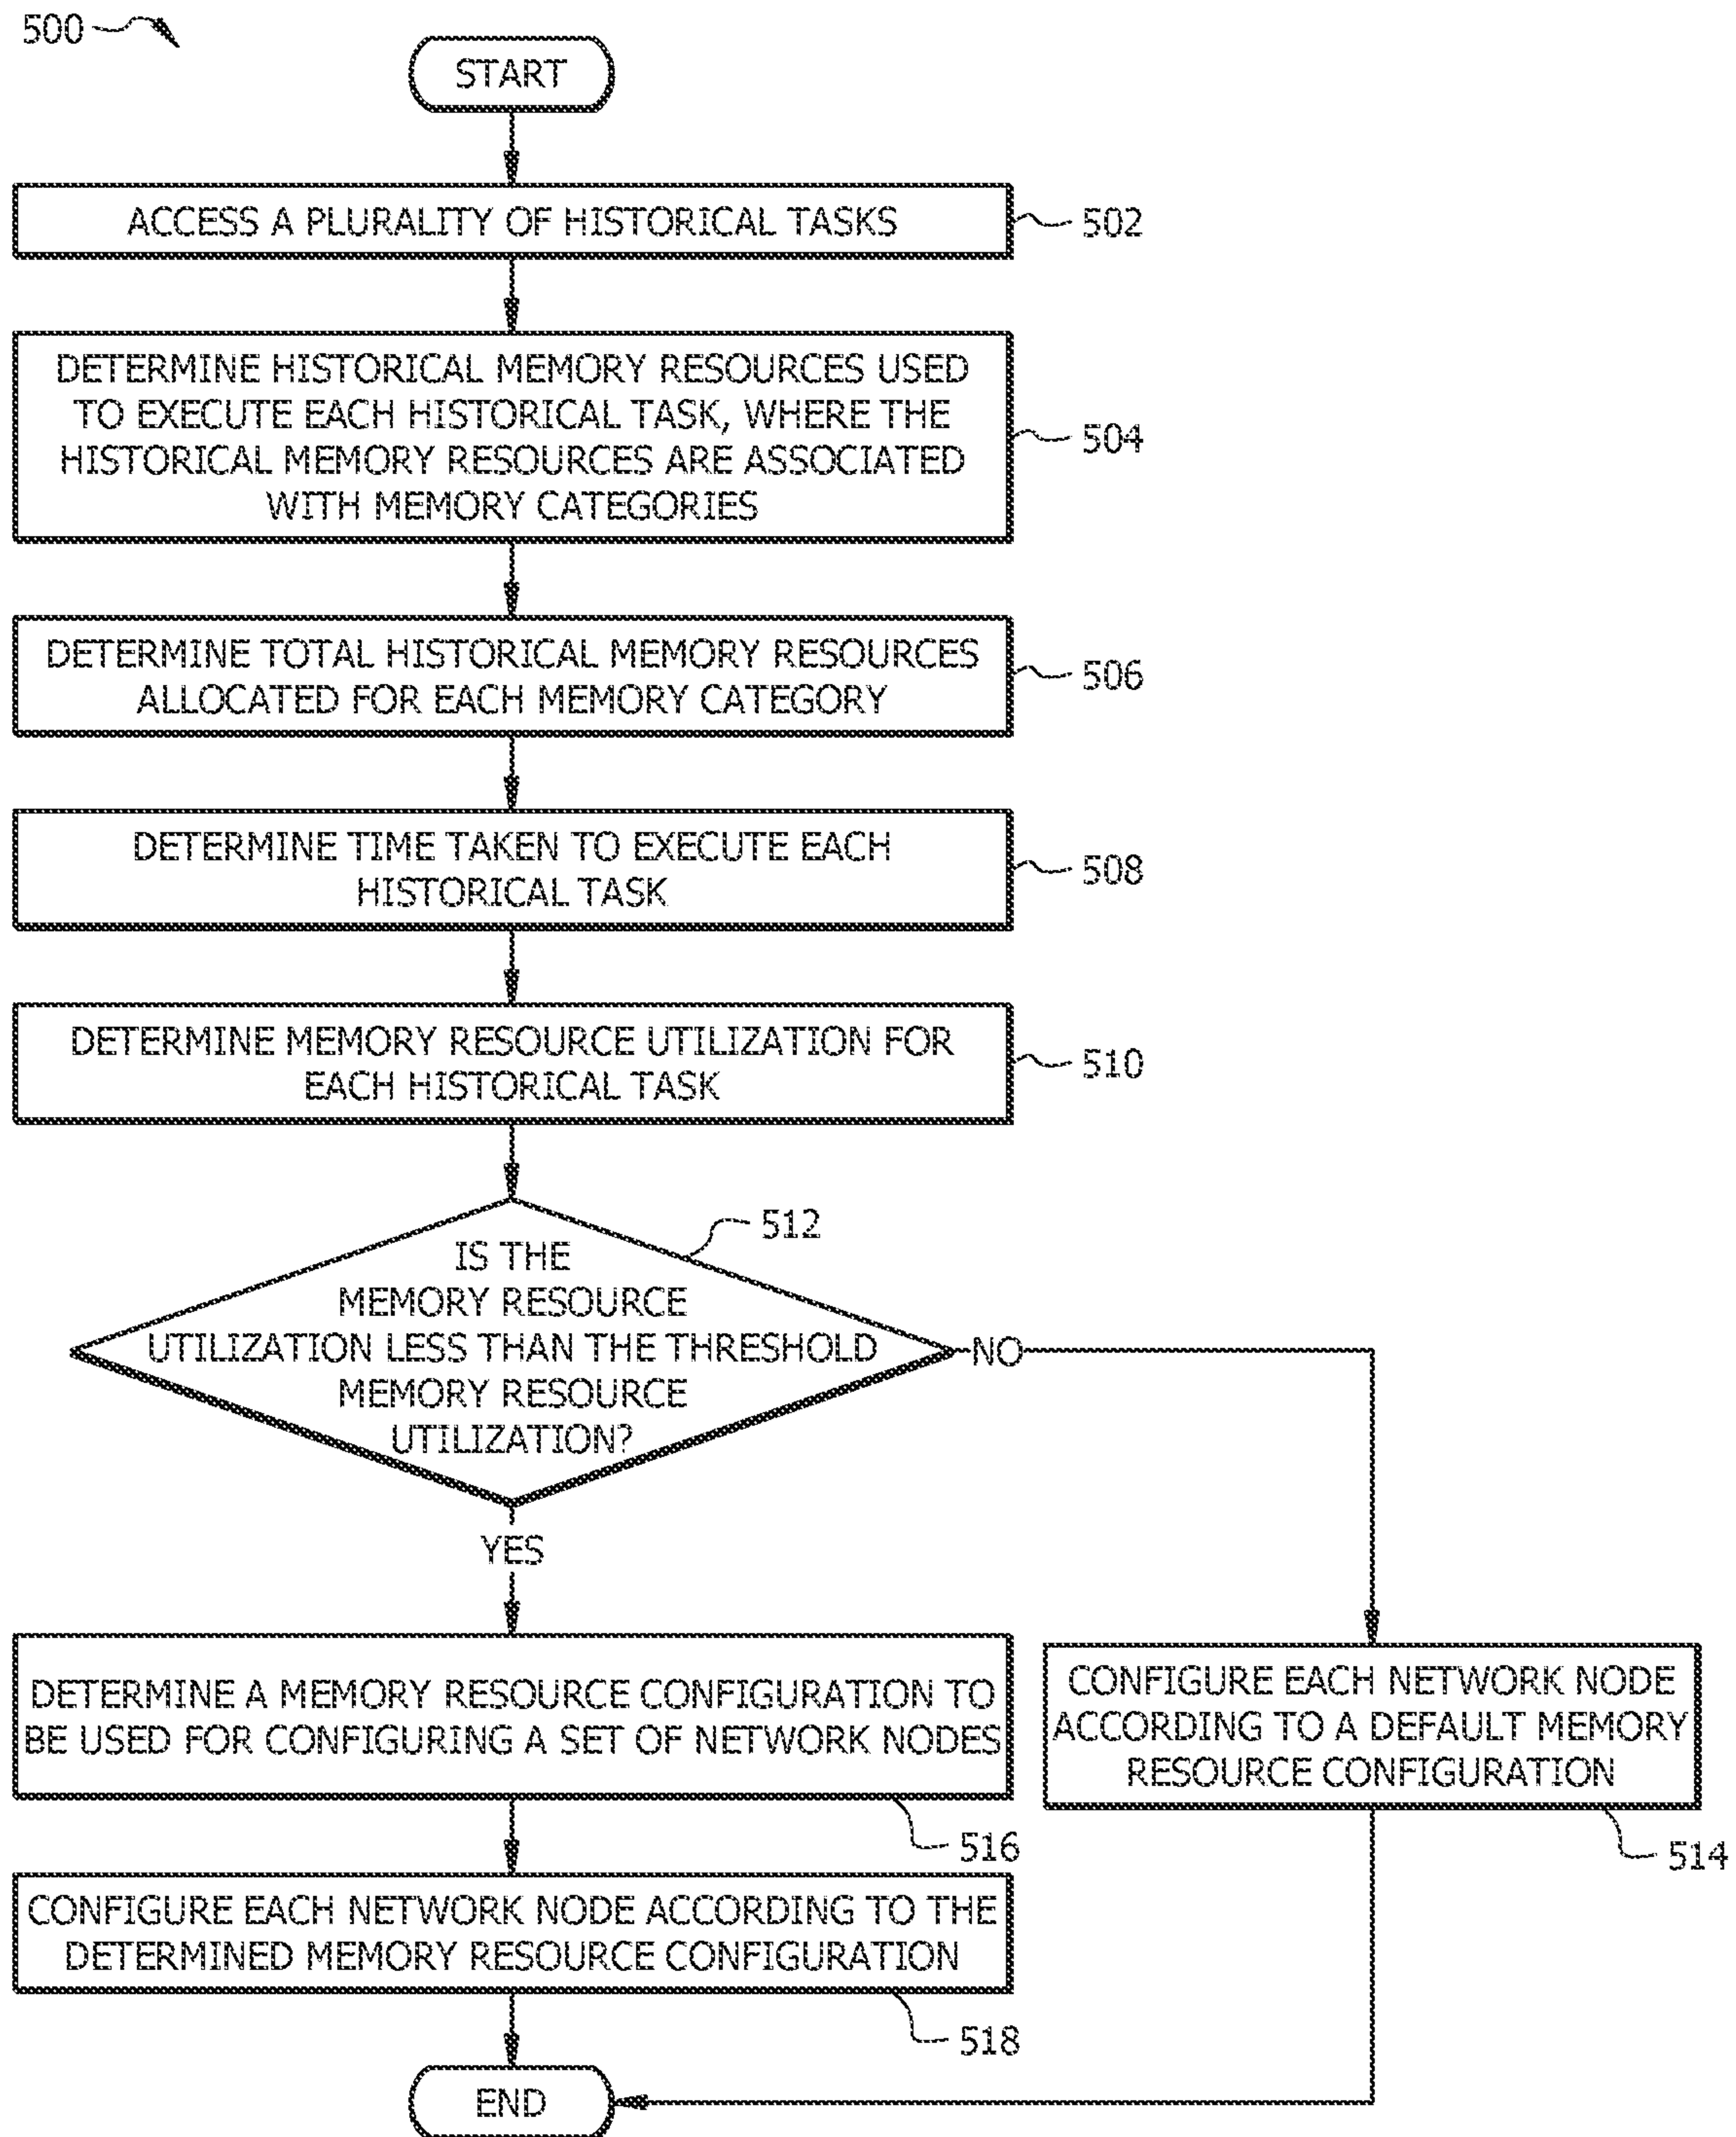 500
START
ACCESS A PLURALITY OF HISTORICAL TASKS
502
DETERMINE HISTORICAL MEMORY RESOURCES USED
TO EXECUTE EACH HISTORICAL TASK, WHERE THE
HISTORICAL MEMORY RESOURCES ARE ASSOCIATED
WITH MEMORY CATEGORIES
504
DETERMINE TOTAL HISTORICAL MEMORY RESOURCES
ALLOCATED FOR EACH MEMORY CATEGORY
506
DETERMINE TIME TAKEN TO EXECUTE EACH
HISTORICAL TASK
508
DETERMINE MEMORY RESOURCE UTILIZATION FOR
EACH HISTORICAL TASK
510
512
IS THE
MEMORY RESOURCE
UTILIZATION LESS THAN THE THRESHOLD
MEMORY RESOURCE
UTILIZATION?
NO
YES
DETERMINE A MEMORY RESOURCE CONFIGURATION TO
BE USED FOR CONFIGURING A SET OF NETWORK NODES
516
CONFIGURE EACH NETWORK NODE
ACCORDING TO A DEFAULT MEMORY
RESOURCE CONFIGURATION
514
CONFIGURE EACH NETWORK NODE ACCORDING TO THE
DETERMINED MEMORY RESOURCE CONFIGURATION
518
END